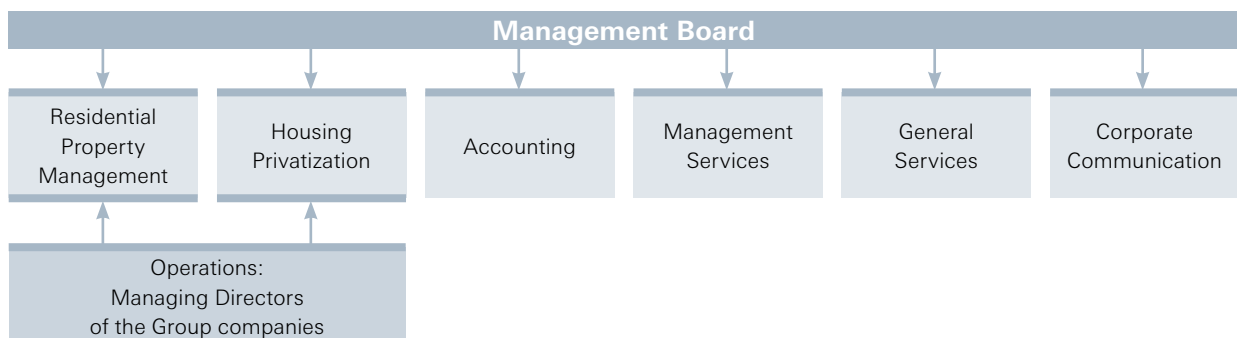 Management Board
Residential
Property
Management
Housing
Privatization
Accounting
Management
Services
General
Services
Corporate
Communication
Operations:
Managing Directors
of the Group companies